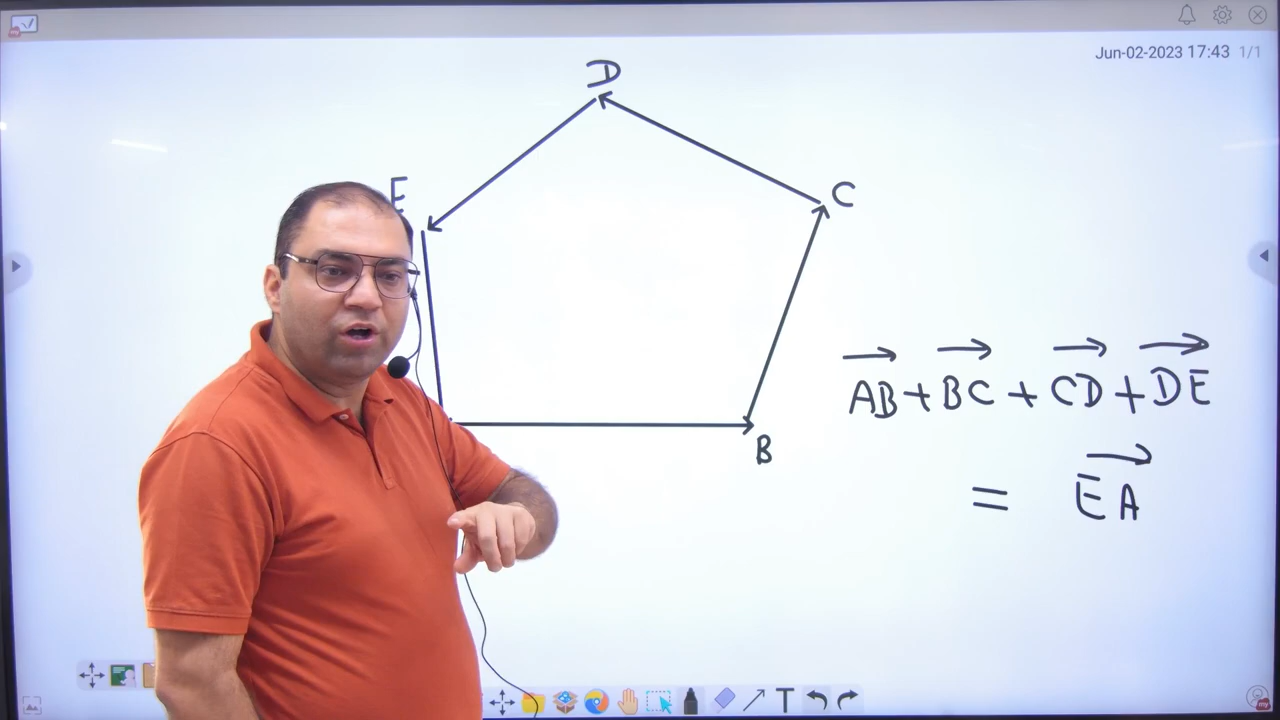 Jun-02-2023 17:43 1/1
D
E
C
AB+BC+CD+DE
B
= EA
T